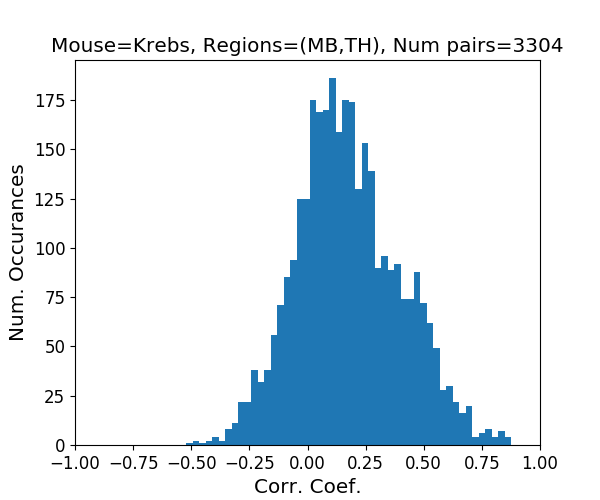 Mouse=Krebs, Regions=(MB,TH), Num pairs=3304
175
150
125
100
75
50
25
0
Num. Occurances
−1.00 −0.75 −0.50 −0.25 0.00 0.25 0.50 0.75 1.00
Corr. Coef.